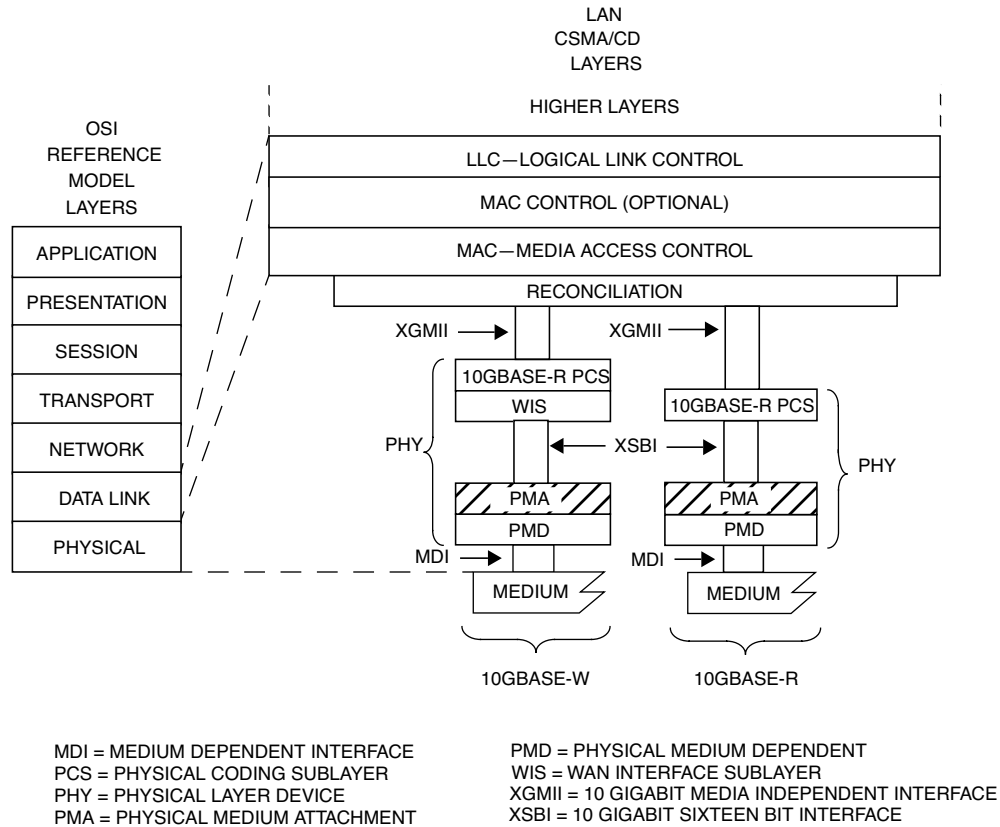 LAN
CSMA/CD
LAYERS
HIGHER LAYERS
OSI
REFERENCE
MODEL
LAYERS
LLC—LOGICAL LINK CONTROL
MAC CONTROL (OPTIONAL)
MAC—MEDIA ACCESS CONTROL
RECONCILIATION
APPLICATION
PRESENTATION
SESSION
TRANSPORT
NETWORK
DATA LINK
PHYSICAL
XGMII
XGMII
10GBASE-R PCS
WIS
10GBASE-R PCS
PHY
XSBI
PHY
PMA
PMA
PMD
PMD
MDI
MDI
MEDIUM
MEDIUM
10GBASE-W
10GBASE-R
MDI = MEDIUM DEPENDENT INTERFACE
PCS = PHYSICAL CODING SUBLAYER
PHY = PHYSICAL LAYER DEVICE
PMA = PHYSICAL MEDIUM ATTACHMENT
PMD = PHYSICAL MEDIUM DEPENDENT
WIS = WAN INTERFACE SUBLAYER
XGMII = 10 GIGABIT MEDIA INDEPENDENT INTERFACE
XSBI = 10 GIGABIT SIXTEEN BIT INTERFACE